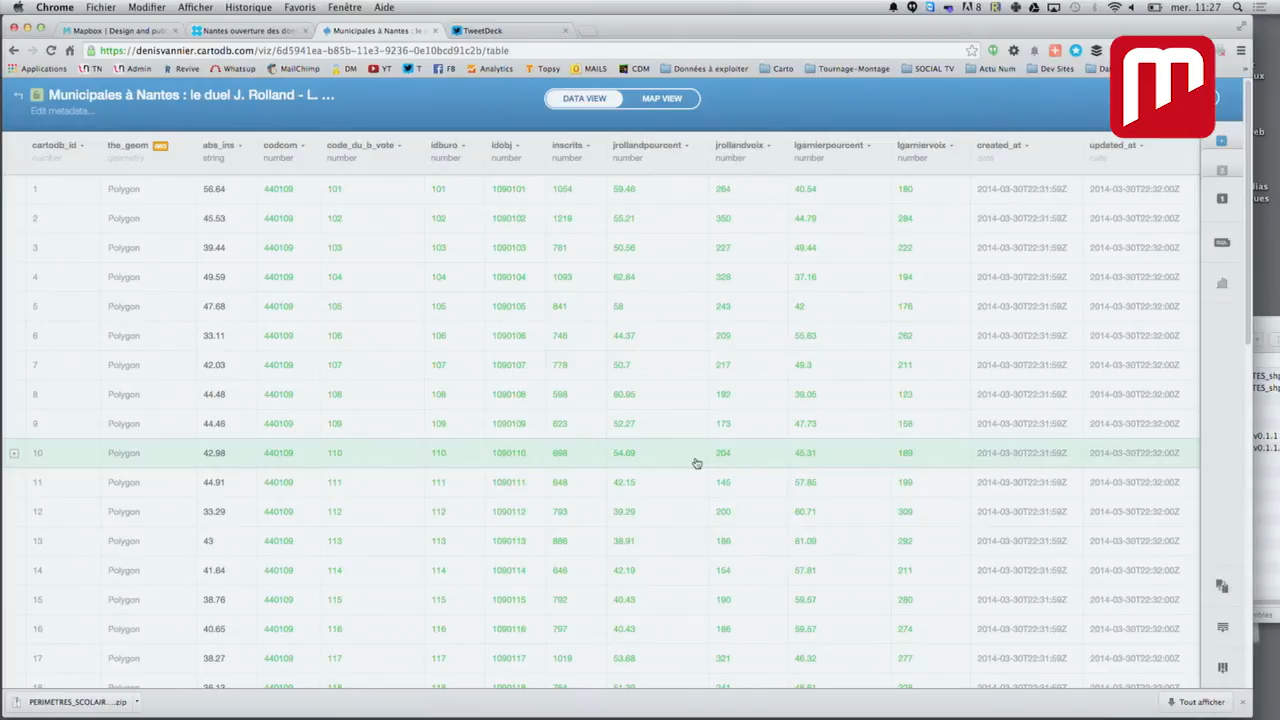 Chrome Fichier Modifier Afficher Historique Favoris Fenêtre Aide 8 mer. 11:27
Mapbox | Design and pub Nantes ouverture des don Municipales à Nantes : le d TweetDeck
https://denisvannier.cartodb.com/viz/6d5941ea-b85b-11e3-9236-0e10bcd91c2b/table
Applications TN Admin Revive Whatsup MailChimp DM YT T FB Analytics Topsy MAILS CDM Données à exploiter Carto Tournage-Montage SOCIAL TV Actu Num Dev Sites
Municipales à Nantes : le duel J. Rolland - L. ... DATA VIEW MAP VIEW
Edit metadata...
cartodb_id the_geom GEO abs_ins codcom code_du_b_vote idburo idobj inscrits jrollandpourcent jrollandvoix lgarnierpourcent lgarniervoix created_at updated_at
number geometry string number number number number number number number number number date date
1 Polygon 56.64 440109 101 101 1090101 1054 59.46 264 40.54 180 2014-03-30T22:31:59Z 2014-03-30T22:32:00Z
2 Polygon 45.53 440109 102 102 1090102 1219 55.21 350 44.79 284 2014-03-30T22:31:59Z 2014-03-30T22:32:00Z
3 Polygon 39.44 440109 103 103 1090103 781 50.56 227 49.44 222 2014-03-30T22:31:59Z 2014-03-30T22:32:00Z
4 Polygon 49.59 440109 104 104 1090104 1093 62.84 328 37.16 194 2014-03-30T22:31:59Z 2014-03-30T22:32:00Z
5 Polygon 47.68 440109 105 105 1090105 841 58 243 42 176 2014-03-30T22:31:59Z 2014-03-30T22:32:00Z
6 Polygon 33.11 440109 106 106 1090106 746 44.37 209 55.63 262 2014-03-30T22:31:59Z 2014-03-30T22:32:00Z
7 Polygon 42.03 440109 107 107 1090107 778 50.7 217 49.3 211 2014-03-30T22:31:59Z 2014-03-30T22:32:00Z
8 Polygon 44.48 440109 108 108 1090108 598 60.95 192 39.05 123 2014-03-30T22:31:59Z 2014-03-30T22:32:00Z
9 Polygon 44.46 440109 109 109 1090109 623 52.27 173 47.73 158 2014-03-30T22:31:59Z 2014-03-30T22:32:00Z
10 Polygon 42.98 440109 110 110 1090110 698 54.69 204 45.31 169 2014-03-30T22:31:59Z 2014-03-30T22:32:00Z
11 Polygon 44.91 440109 111 111 1090111 648 42.15 145 57.85 199 2014-03-30T22:31:59Z 2014-03-30T22:32:00Z
12 Polygon 33.29 440109 112 112 1090112 793 39.29 200 60.71 309 2014-03-30T22:31:59Z 2014-03-30T22:32:00Z
13 Polygon 43 440109 113 113 1090113 886 38.91 186 61.09 292 2014-03-30T22:31:59Z 2014-03-30T22:32:00Z
14 Polygon 41.64 440109 114 114 1090114 646 42.19 154 57.81 211 2014-03-30T22:31:59Z 2014-03-30T22:32:00Z
15 Polygon 38.76 440109 115 115 1090115 792 40.43 190 59.57 280 2014-03-30T22:31:59Z 2014-03-30T22:32:00Z
16 Polygon 40.65 440109 116 116 1090116 797 40.43 186 59.57 274 2014-03-30T22:31:59Z 2014-03-30T22:32:00Z
17 Polygon 38.27 440109 117 117 1090117 1019 53.68 321 46.32 277 2014-03-30T22:31:59Z 2014-03-30T22:32:00Z
PERIMETRES_SCOLAIR....zip Tout afficher
m
SQL
TES_shp
v0.1.1
v0.1.1.